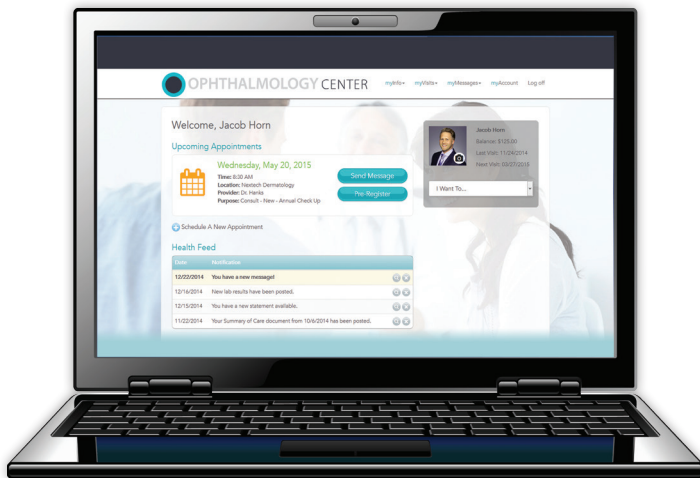 OPHTHALMOLOGY CENTER
myInfo myVisits myMessages myAccount Log off
Welcome, Jacob Horn
Upcoming Appointments
Wednesday, May 20, 2015
Time: 8:30 AM
Location: Nextech Dermatology
Provider: Dr. Hanks
Purpose: Consult - New - Annual Check Up
Send Message
Pre-Register
Jacob Horn
Balance: $125.00
Last Visit: 11/24/2014
Next Visit: 05/27/2015
I Want To...
Schedule A New Appointment
Health Feed
Date Notification
12/22/2014 You have a new message!
12/16/2014 New lab results have been posted.
12/15/2014 You have a new statement available.
11/22/2014 Your Summary of Care document from 10/6/2014 has been posted.